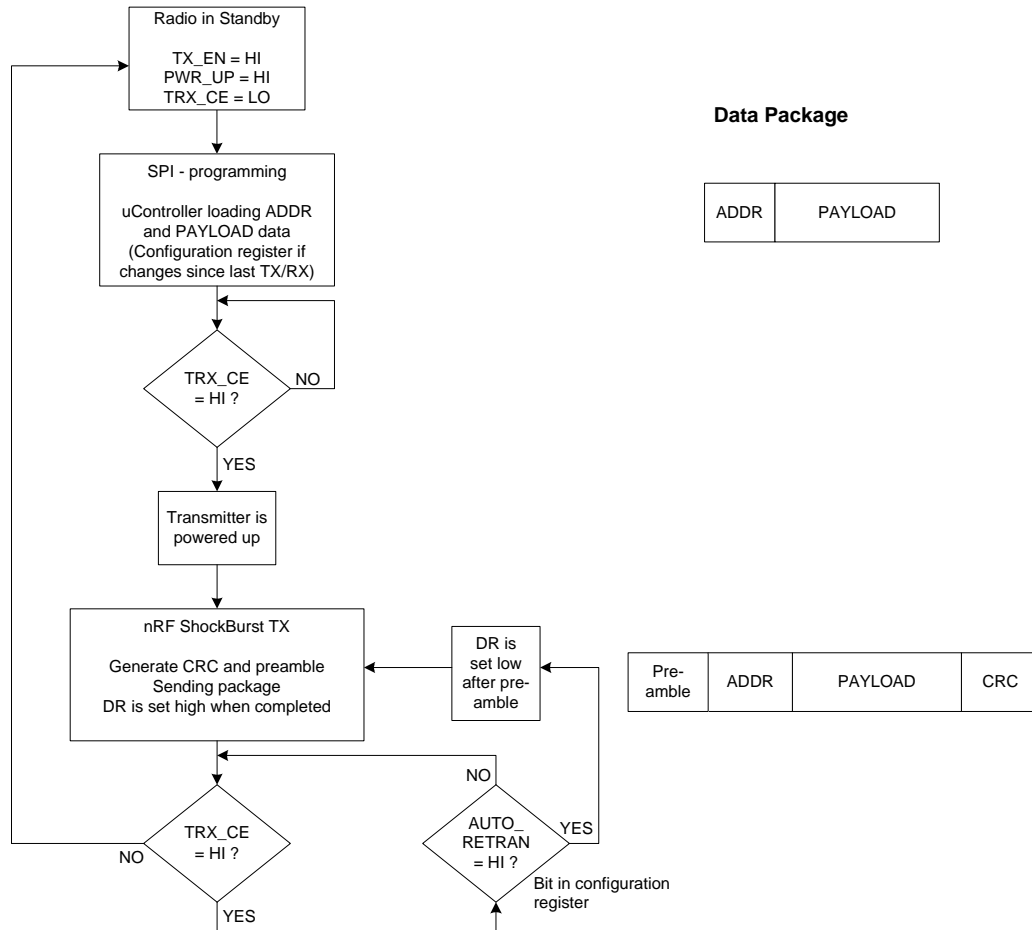 Radio in Standby
TX_EN = HI
PWR_UP = HI
TRX_CE = LO
Data Package
SPI - programming
uController loading ADDR
and PAYLOAD data
(Configuration register if
changes since last TX/RX)
ADDR
PAYLOAD
TRX_CE
= HI ?
NO
YES
Transmitter is
powered up
nRF ShockBurst TX
Generate CRC and preamble
Sending package
DR is set high when completed
DR is
set low
after pre-
amble
Pre-
amble
ADDR
PAYLOAD
CRC
TRX_CE
= HI ?
NO
YES
NO
AUTO_
RETRAN
= HI ?
YES
Bit in configuration
register